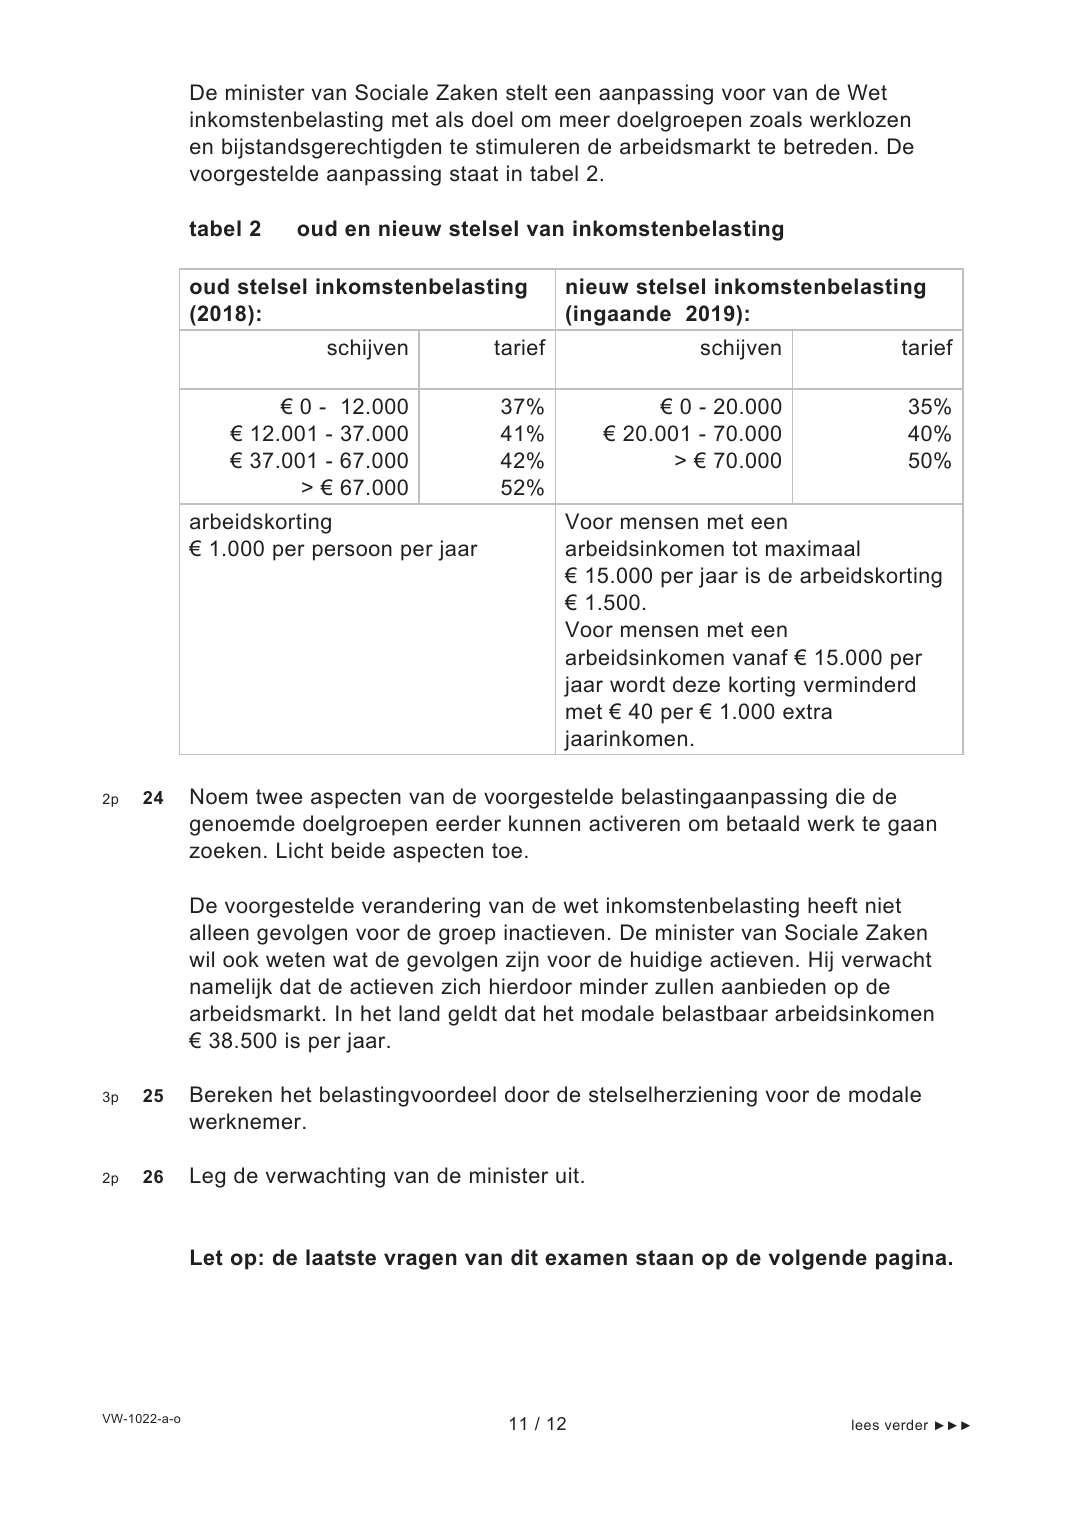 De minister van Sociale Zaken stelt een aanpassing voor van de Wet
inkomstenbelasting met als doel om meer doelgroepen zoals werklozen
en bijstandsgerechtigden te stimuleren de arbeidsmarkt te betreden. De
voorgestelde aanpassing staat in tabel 2.
tabel 2 oud en nieuw stelsel van inkomstenbelasting
oud stelsel inkomstenbelasting
(2018):
nieuw stelsel inkomstenbelasting
(ingaande 2019):
schijven tarief schijven tarief
€ 0 - 12.000 37% € 0 - 20.000 35%
€ 12.001 - 37.000 41% € 20.001 - 70.000 40%
€ 37.001 - 67.000 42% > € 70.000 50%
> € 67.000 52%
arbeidskorting
€ 1.000 per persoon per jaar
Voor mensen met een
arbeidsinkomen tot maximaal
€ 15.000 per jaar is de arbeidskorting
€ 1.500.
Voor mensen met een
arbeidsinkomen vanaf € 15.000 per
jaar wordt deze korting verminderd
met € 40 per € 1.000 extra
jaarinkomen.
2p 24 Noem twee aspecten van de voorgestelde belastingaanpassing die de
genoemde doelgroepen eerder kunnen activeren om betaald werk te gaan
zoeken. Licht beide aspecten toe.
De voorgestelde verandering van de wet inkomstenbelasting heeft niet
alleen gevolgen voor de groep inactieven. De minister van Sociale Zaken
wil ook weten wat de gevolgen zijn voor de huidige actieven. Hij verwacht
namelijk dat de actieven zich hierdoor minder zullen aanbieden op de
arbeidsmarkt. In het land geldt dat het modale belastbaar arbeidsinkomen
€ 38.500 is per jaar.
3p 25 Bereken het belastingvoordeel door de stelselherziening voor de modale
werknemer.
2p 26 Leg de verwachting van de minister uit.
Let op: de laatste vragen van dit examen staan op de volgende pagina.
VW-1022-a-o 11 / 12 lees verder ►►►